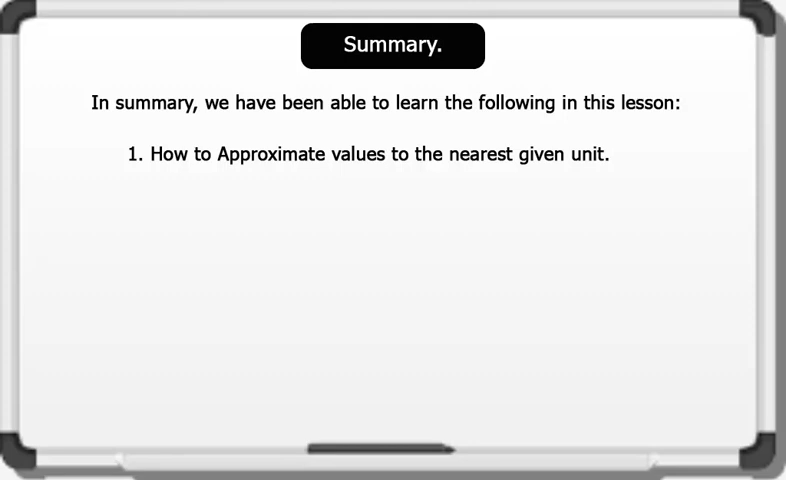 Summary.
In summary, we have been able to learn the following in this lesson:
1. How to Approximate values to the nearest given unit.